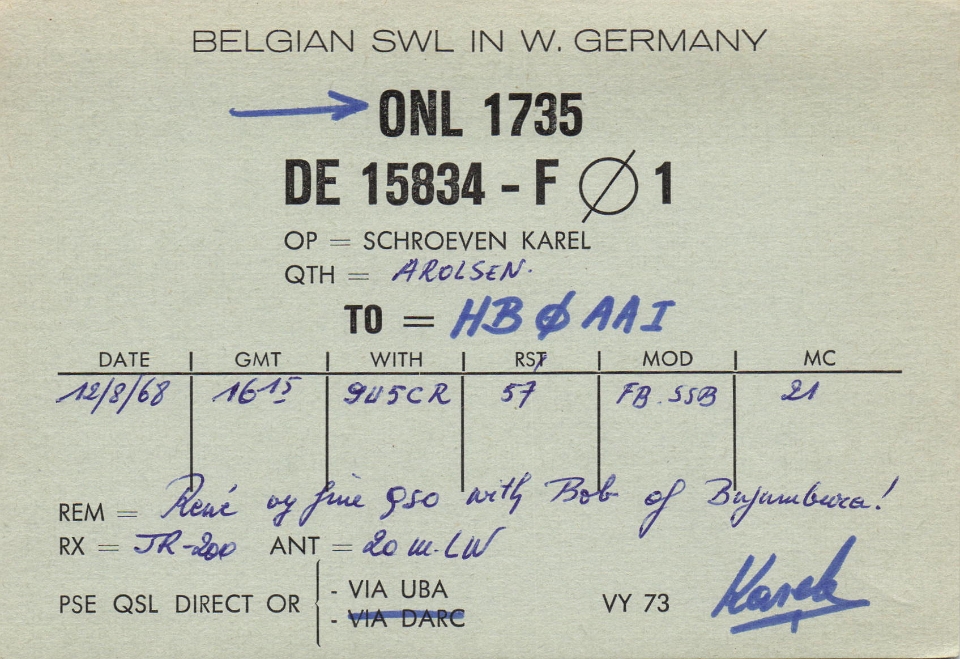 BELGIAN SWL IN W. GERMANY
ONL 1735
DE 15834 - F Ø 1
OP = SCHROEVEN KAREL
QTH = AROLSEN.
TO = HBØAAI
DATE | GMT | WITH | RST | MOD | MC
12/8/68 1615 9U5CR 57 FB. SSB 21
REM = René vy fine QSO with Bob of Bujumbura!
RX = JR-200 ANT = 20 m. LW
PSE QSL DIRECT OR { - VIA UBA
- VIA DARC
VY 73 Karel